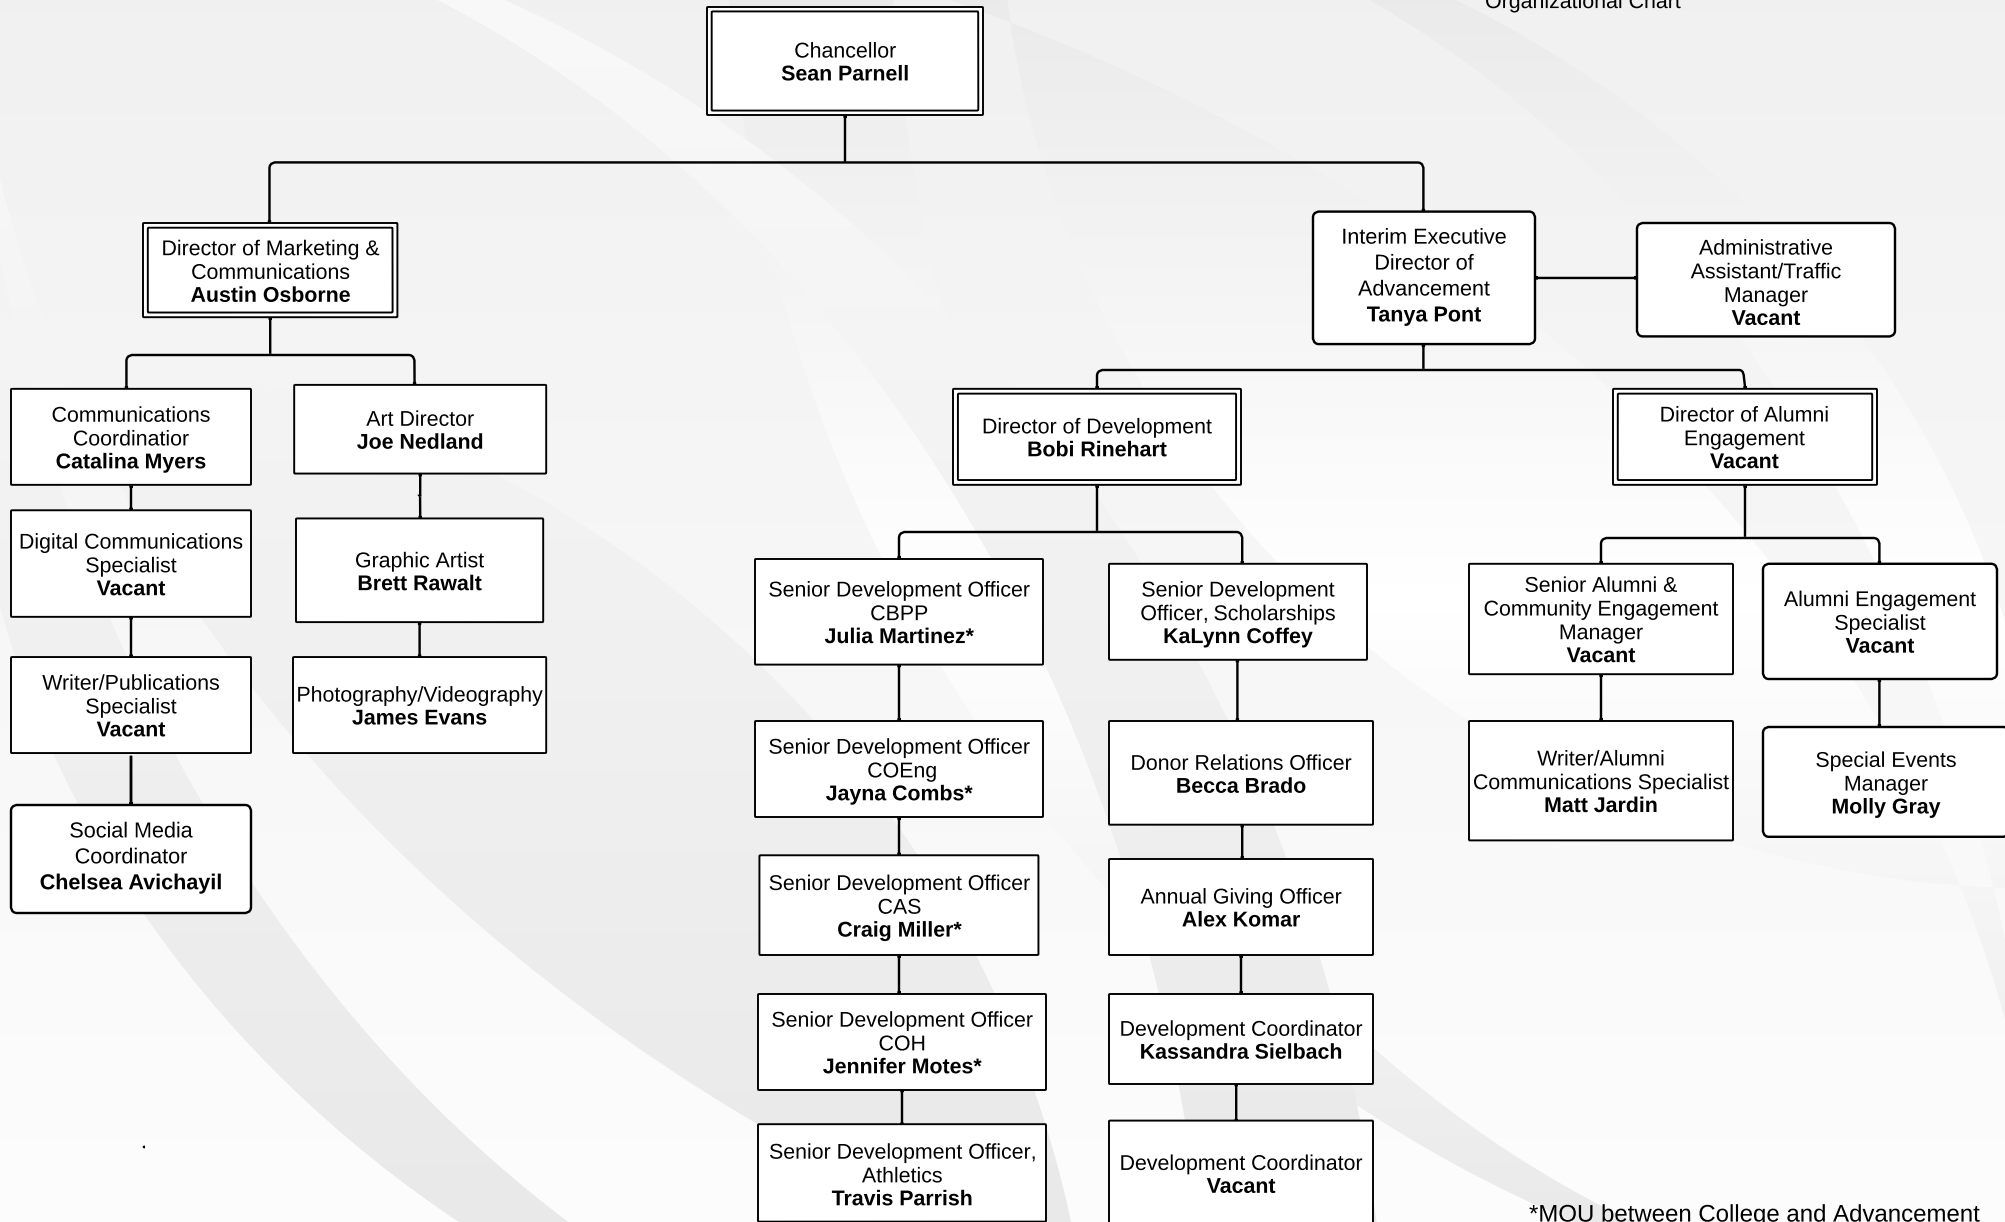 Organizational Chart
Chancellor
Sean Parnell
Director of Marketing &
Communications
Austin Osborne
Interim Executive
Director of
Advancement
Tanya Pont
Administrative
Assistant/Traffic
Manager
Vacant
Communications
Coordinatior
Catalina Myers
Art Director
Joe Nedland
Director of Development
Bobi Rinehart
Director of Alumni
Engagement
Vacant
Digital Communications
Specialist
Vacant
Graphic Artist
Brett Rawalt
Senior Development Officer
CBPP
Julia Martinez*
Senior Development
Officer, Scholarships
KaLynn Coffey
Senior Alumni &
Community Engagement
Manager
Vacant
Alumni Engagement
Specialist
Vacant
Writer/Publications
Specialist
Vacant
Photography/Videography
James Evans
Senior Development Officer
COEng
Jayna Combs*
Donor Relations Officer
Becca Brado
Writer/Alumni
Communications Specialist
Matt Jardin
Special Events
Manager
Molly Gray
Social Media
Coordinator
Chelsea Avichayil
Senior Development Officer
CAS
Craig Miller*
Annual Giving Officer
Alex Komar
Senior Development Officer
COH
Jennifer Motes*
Development Coordinator
Kassandra Sielbach
Senior Development Officer,
Athletics
Travis Parrish
Development Coordinator
Vacant
*MOU between College and Advancement